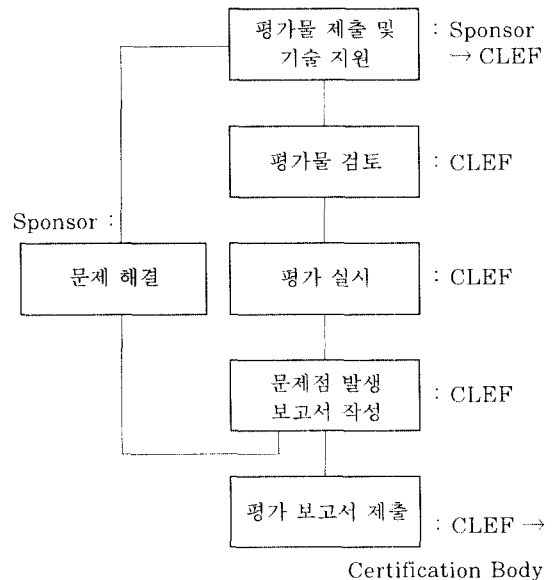 평가물 제출 및
기술 지원
: Sponsor
→ CLEF
평가물 검토
: CLEF
Sponsor :
문제 해결
평가 실시
: CLEF
문제점 발생
보고서 작성
: CLEF
평가 보고서 제출
: CLEF →
Certification Body